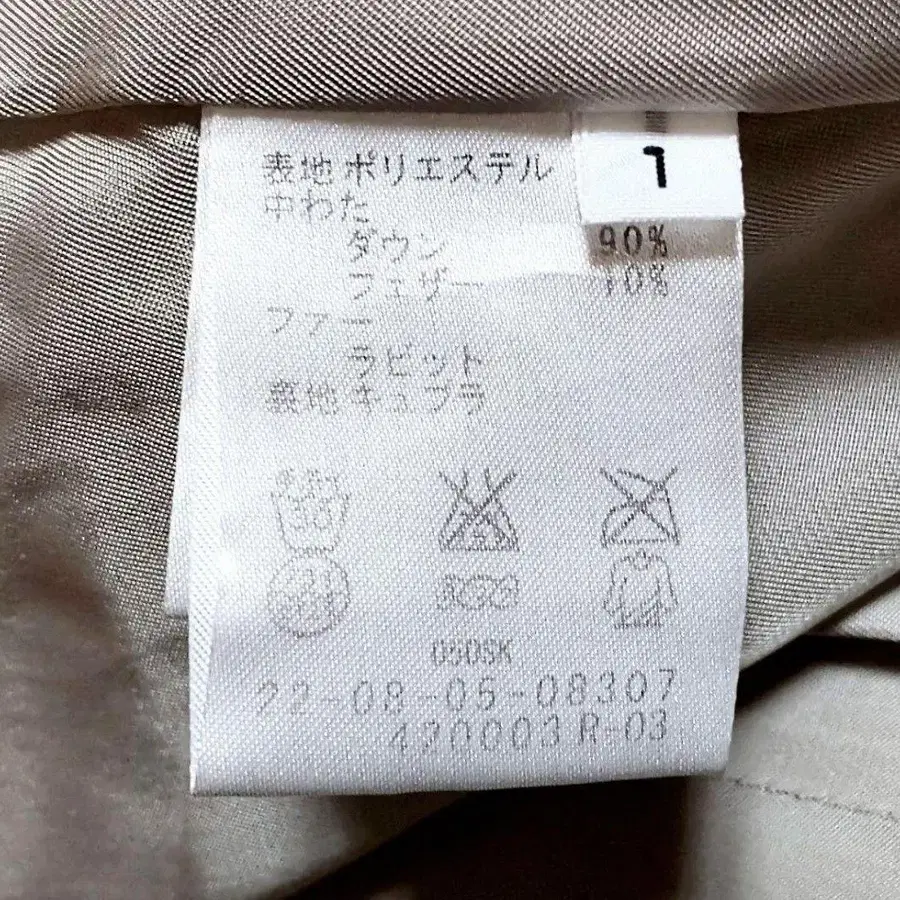 表地 ポリエステル
1
中わた
ダウン 90%
フェザー 10%
ファー
ラビット
裏地 キュプラ
050SK
22-08-05-08307
420003 R-03